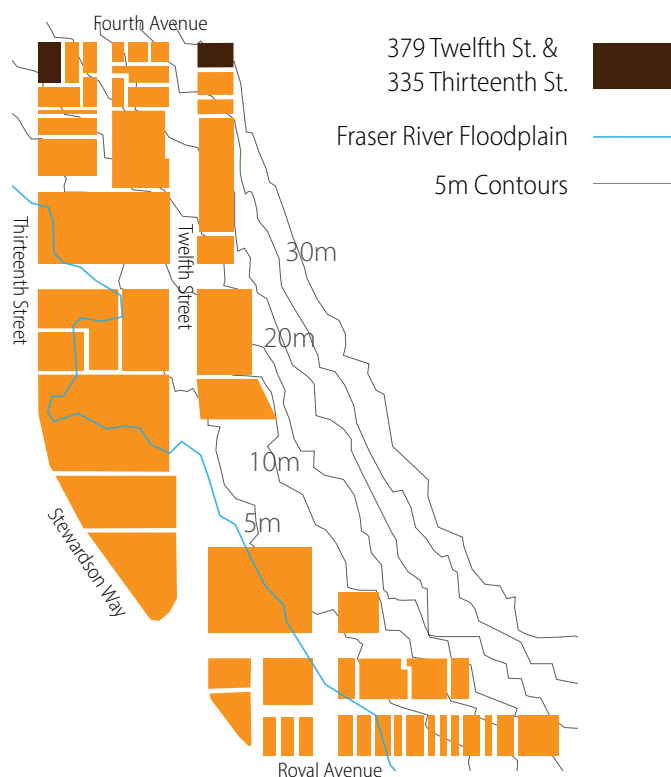 Fourth Avenue
379 Twelfth St. &
335 Thirteenth St.
Fraser River Floodplain
5m Contours
Thirteenth Street
Twelfth Street
30m
20m
10m
5m
Stewardson Way
Royal Avenue